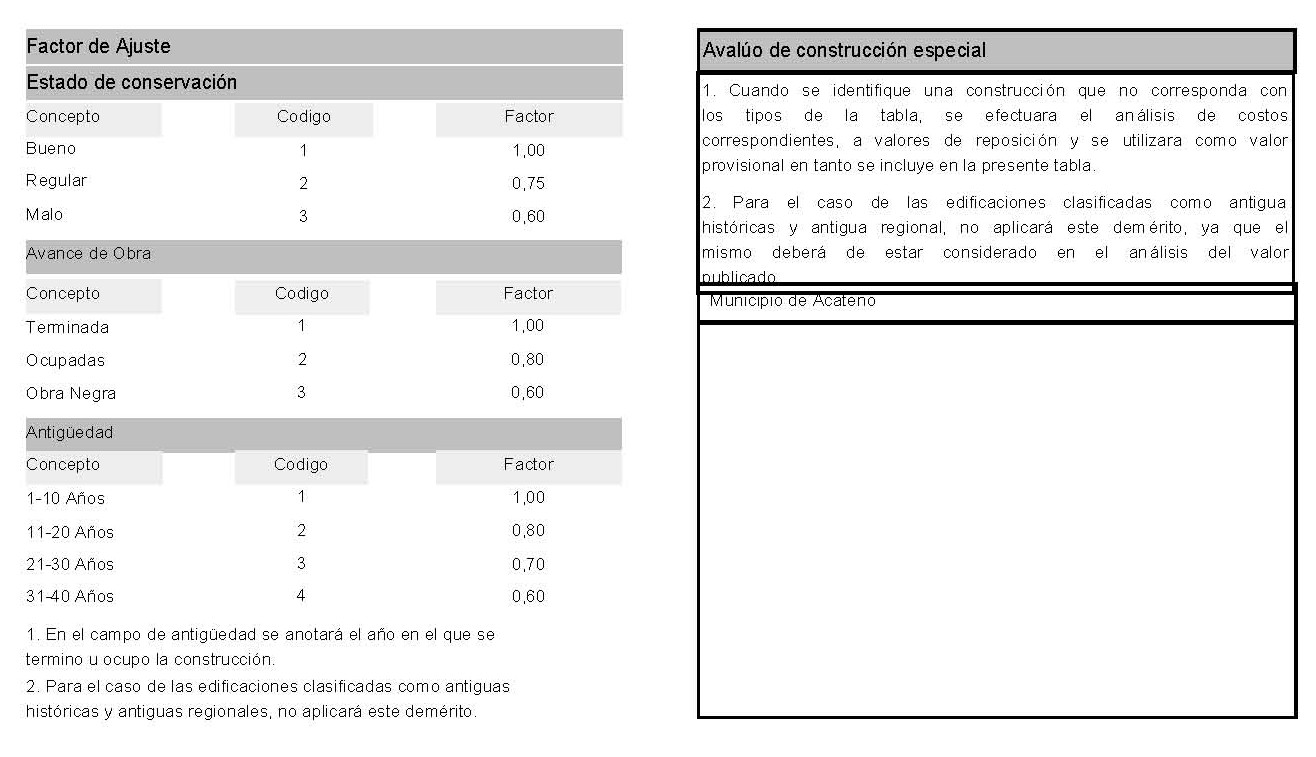 Factor de Ajuste
Estado de conservación
Concepto Codigo Factor
Bueno 1 1,00
Regular 2 0,75
Malo 3 0,60
Avance de Obra
Concepto Codigo Factor
Terminada 1 1,00
Ocupadas 2 0,80
Obra Negra 3 0,60
Antigüedad
Concepto Codigo Factor
1-10 Años 1 1,00
11-20 Años 2 0,80
21-30 Años 3 0,70
31-40 Años 4 0,60
1. En el campo de antigüedad se anotará el año en el que se
termino u ocupo la construcción.
2. Para el caso de las edificaciones clasificadas como antiguas
históricas y antiguas regionales, no aplicará este demérito.
Avalúo de construcción especial
1. Cuando se identifique una construcción que no corresponda con
los tipos de la tabla, se efectuara el análisis de costos
correspondientes, a valores de reposición y se utilizara como valor
provisional en tanto se incluye en la presente tabla.
2. Para el caso de las edificaciones clasificadas como antigua
históricas y antigua regional, no aplicará este demérito, ya que el
mismo deberá de estar considerado en el análisis del valor
publicado
Municipio de Acateno